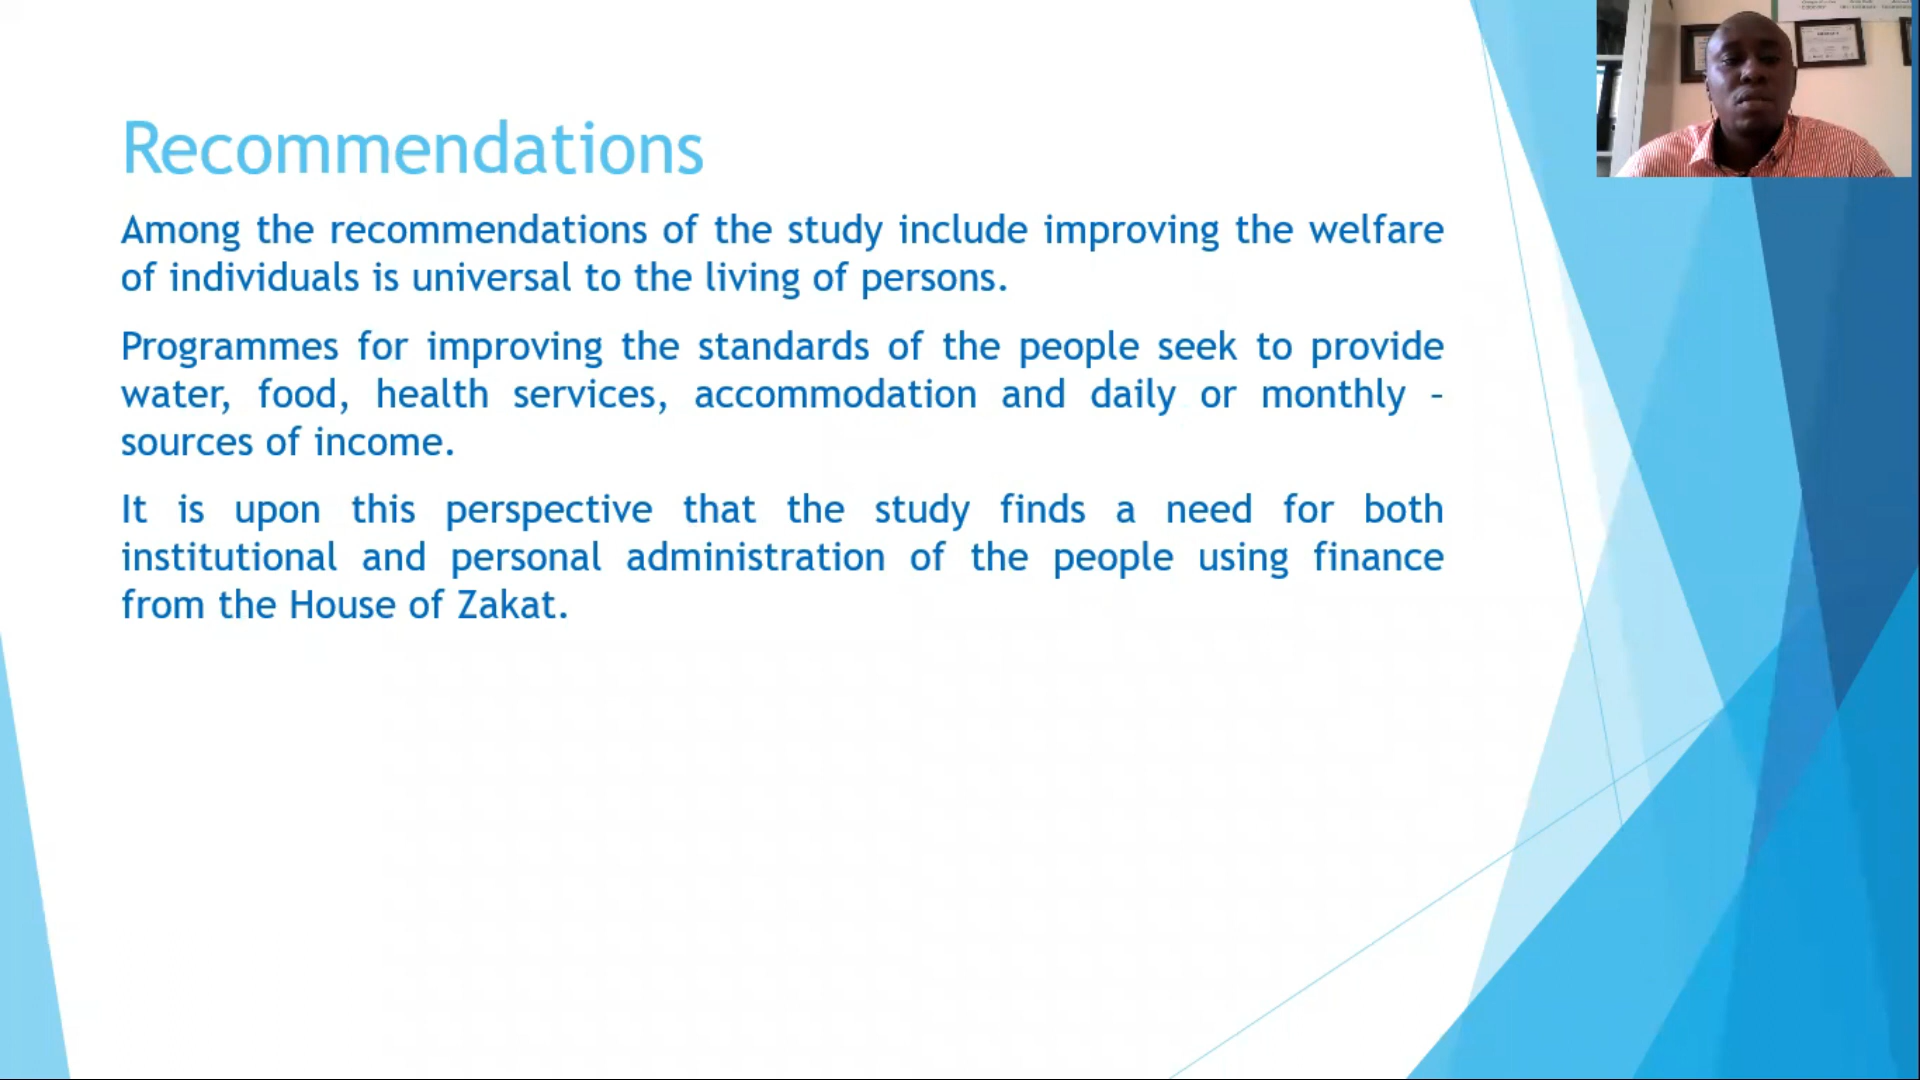 Recommendations
Among the recommendations of the study include improving the welfare
of individuals is universal to the living of persons.
Programmes for improving the standards of the people seek to provide
water, food, health services, accommodation and daily or monthly –
sources of income.
It is upon this perspective that the study finds a need for both
institutional and personal administration of the people using finance
from the House of Zakat.